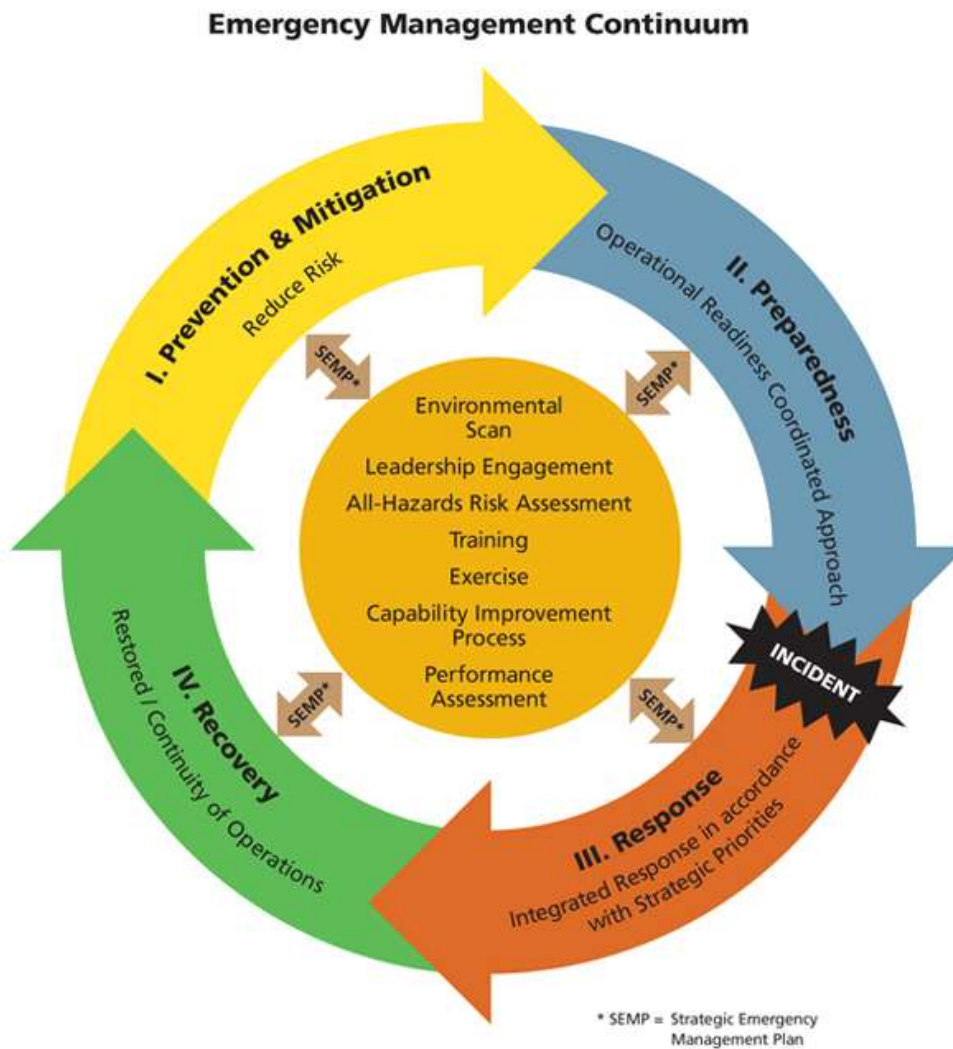 Emergency Management Continuum
I. Prevention & Mitigation
Reduce Risk
II. Preparedness
Operational Readiness Coordinated Approach
SEMP*
SEMP*
Environmental
Scan
Leadership Engagement
All-Hazards Risk Assessment
Training
Exercise
Capability Improvement
Process
Performance
Assessment
INCIDENT
SEMP*
SEMP*
III. Response
Integrated Response in accordance
with Strategic Priorities
IV. Recovery
Restored / Continuity of Operations
* SEMP = Strategic Emergency
Management Plan